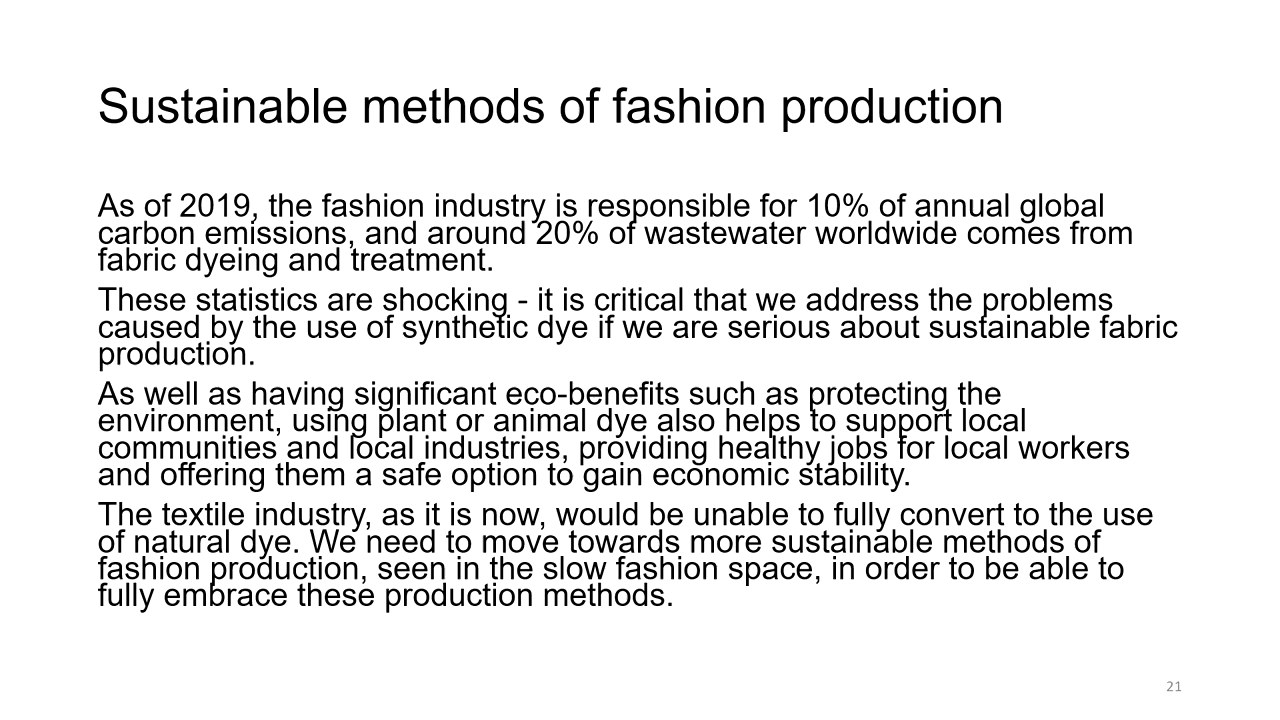 Sustainable methods of fashion production
As of 2019, the fashion industry is responsible for 10% of annual global
carbon emissions, and around 20% of wastewater worldwide comes from
fabric dyeing and treatment.
These statistics are shocking - it is critical that we address the problems
caused by the use of synthetic dye if we are serious about sustainable fabric
production.
As well as having significant eco-benefits such as protecting the
environment, using plant or animal dye also helps to support local
communities and local industries, providing healthy jobs for local workers
and offering them a safe option to gain economic stability.
The textile industry, as it is now, would be unable to fully convert to the use
of natural dye. We need to move towards more sustainable methods of
fashion production, seen in the slow fashion space, in order to be able to
fully embrace these production methods.
21